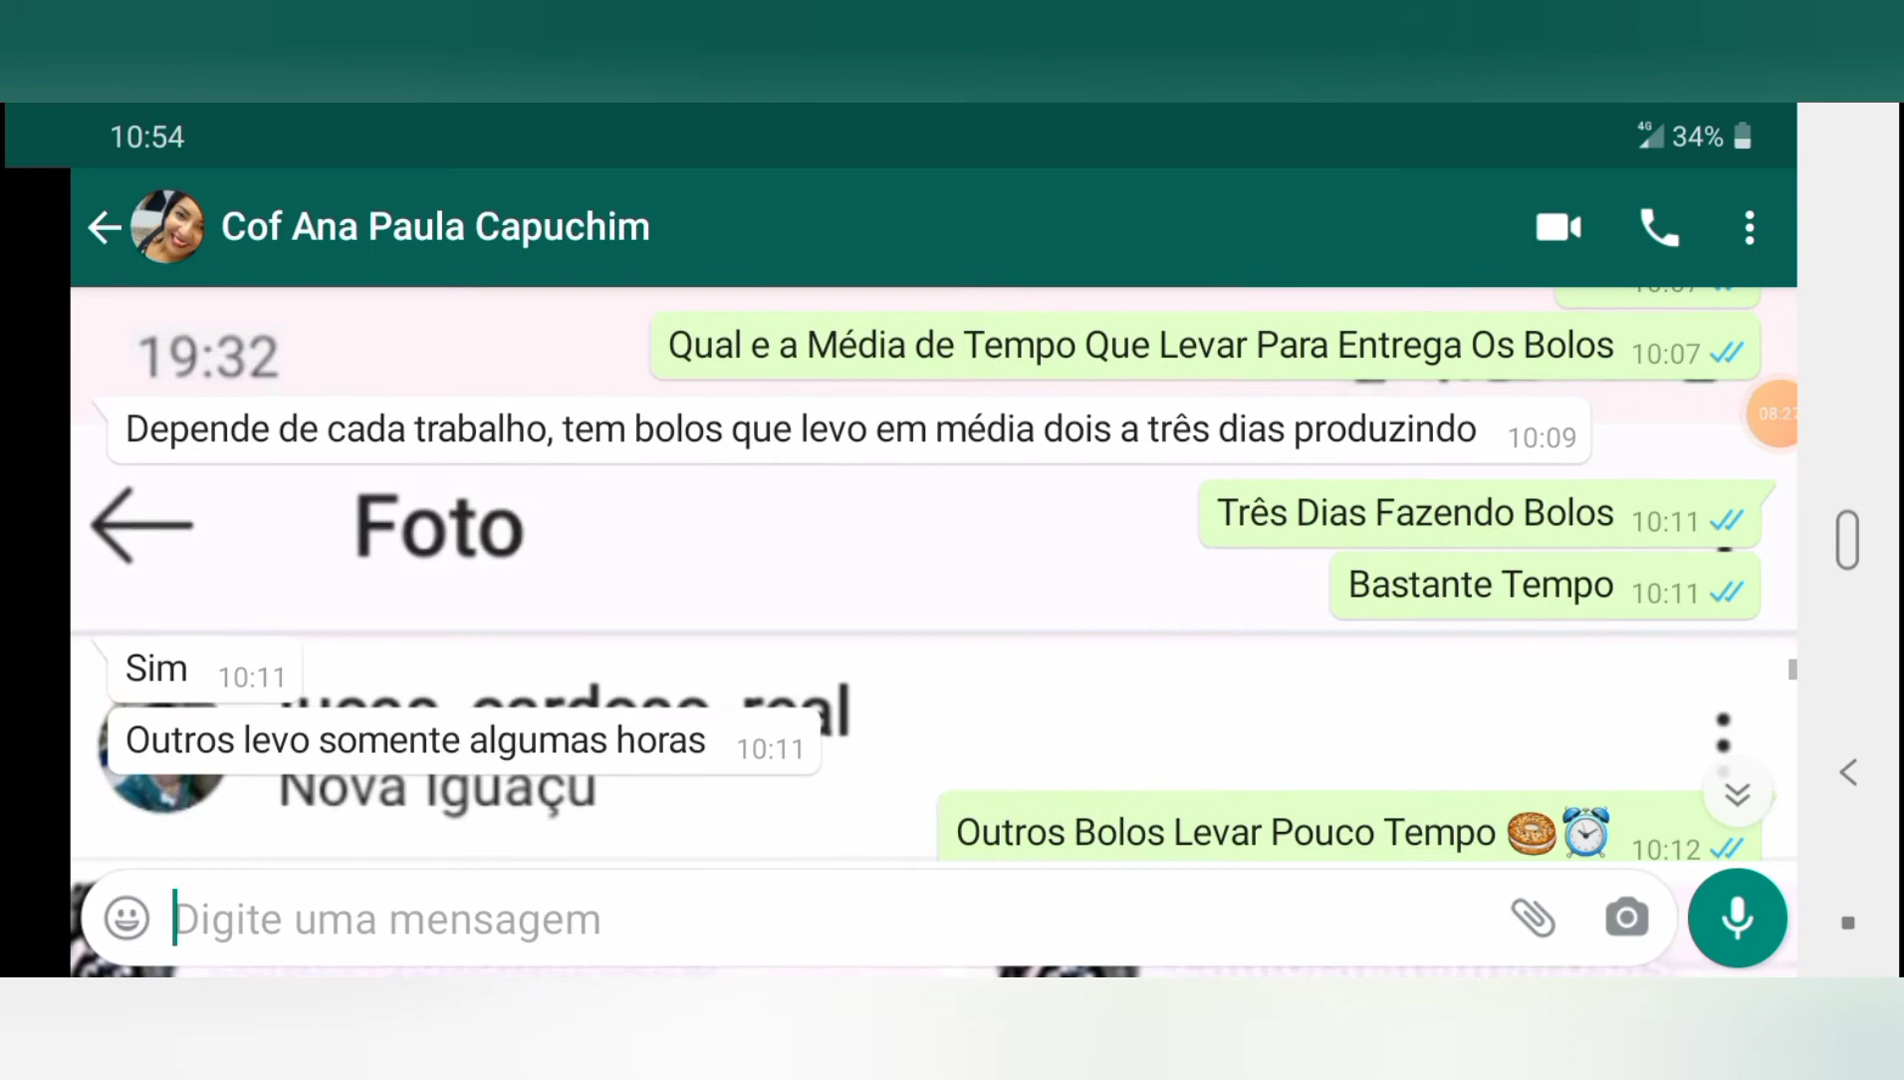 10:54
4G 34%
Cof Ana Paula Capuchim
19:32
Qual e a Média de Tempo Que Levar Para Entrega Os Bolos 10:07
08:27
Depende de cada trabalho, tem bolos que levo em média dois a três dias produzindo 10:09
Foto
Três Dias Fazendo Bolos 10:11
Bastante Tempo 10:11
Sim 10:11
Outros levo somente algumas horas 10:11
Nova Iguaçu
Outros Bolos Levar Pouco Tempo 10:12
Digite uma mensagem